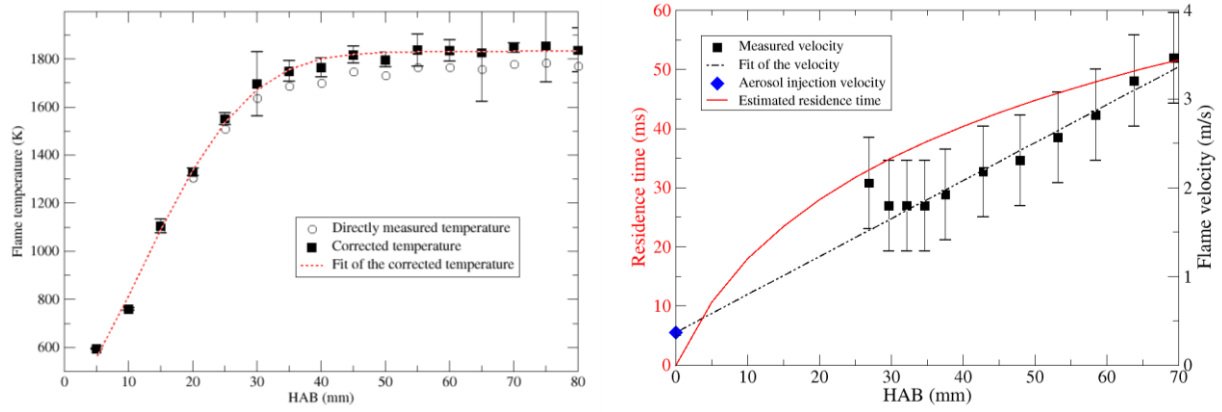 1800
1600
1400
1200
1000
800
600
Flame temperature (K)
Directly measured temperature
Corrected temperature
Fit of the corrected temperature
0 10 20 30 40 50 60 70 80
HAB (mm)
60
50
40
30
20
10
0
Residence time (ms)
Measured velocity
Fit of the velocity
Aerosol injection velocity
Estimated residence time
4
3
2
1
0
Flame velocity (m/s)
0 10 20 30 40 50 60 70
HAB (mm)